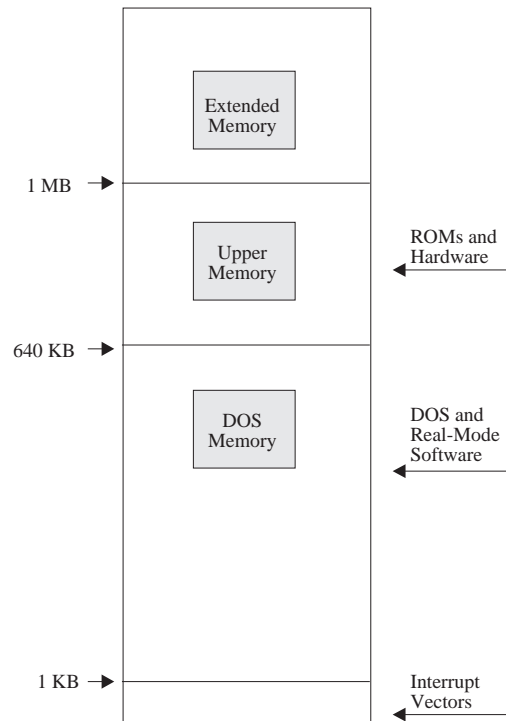 Extended
Memory
1 MB
Upper
Memory
ROMs and
Hardware
640 KB
DOS
Memory
DOS and
Real-Mode
Software
1 KB
Interrupt
Vectors